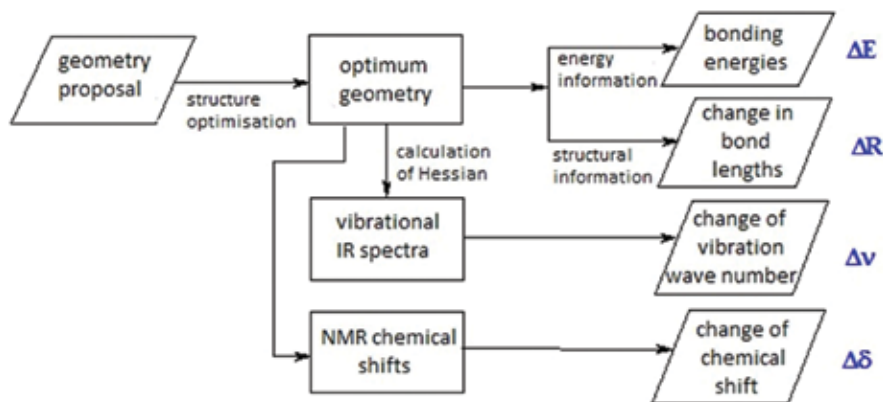 geometry
proposal
structure
optimisation
optimum
geometry
energy
information
bonding
energies
ΔE
structural
information
change in
bond
lengths
ΔR
calculation
of Hessian
vibrational
IR spectra
change of
vibration
wave number
Δν
NMR chemical
shifts
change of
chemical
shift
Δδ